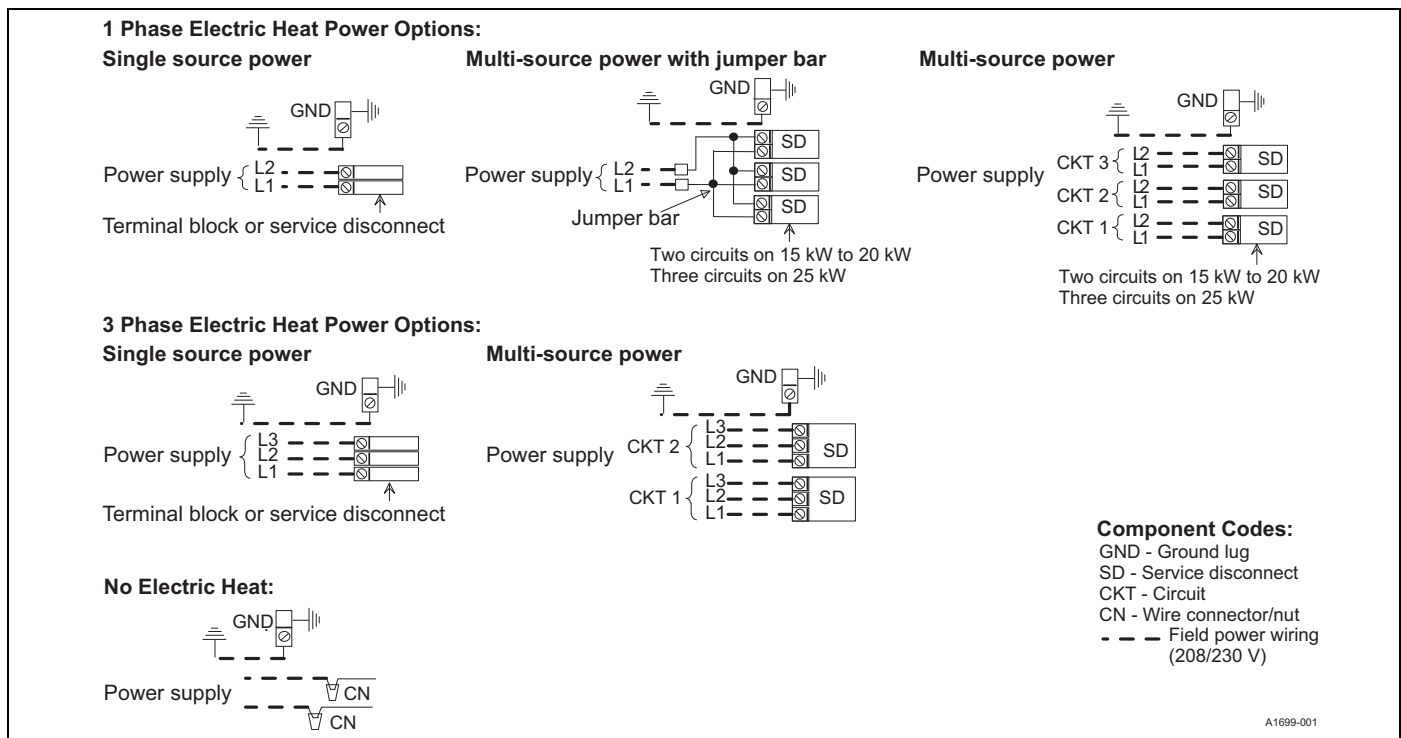 1 Phase Electric Heat Power Options:
Single source power
GND
Power supply
L2
L1
Terminal block or service disconnect
Multi-source power with jumper bar
GND
SD
SD
SD
Power supply
L2
L1
Jumper bar
Two circuits on 15 kW to 20 kW
Three circuits on 25 kW
Multi-source power
GND
Power supply
CKT 3
L2
L1
SD
CKT 2
L2
L1
SD
CKT 1
L2
L1
SD
Two circuits on 15 kW to 20 kW
Three circuits on 25 kW
3 Phase Electric Heat Power Options:
Single source power
GND
Power supply
L3
L2
L1
Terminal block or service disconnect
Multi-source power
GND
Power supply
CKT 2
L3
L2
L1
SD
CKT 1
L3
L2
L1
SD
No Electric Heat:
GND
Power supply
CN
CN
Component Codes:
GND - Ground lug
SD - Service disconnect
CKT - Circuit
CN - Wire connector/nut
Field power wiring
(208/230 V)
A1699-001